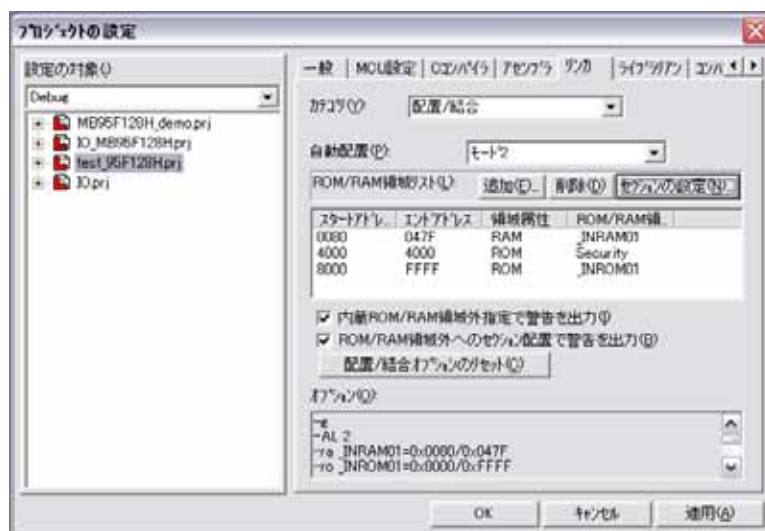 プロジェクトの設定
設定の対象(I)
Debug
MB95F128H_demo.prj
IO_MB95F128H.prj
test_95F128H.prj
IO.prj
一般 MCU設定 Cコンパイラ アセンブラ リンカ ライブラリアン コンバ
カテゴリ(Y) 配置/結合
自動配置(P): モード2
ROM/RAM領域リスト(L): 追加(E)... 削除(D) セクションの設定(N)...
スタートアドレ... エンドアドレス 領域属性 ROM/RAM領...
0080 047F RAM _INRAM01
4000 4000 ROM Security
8000 FFFF ROM _INROM01
内蔵ROM/RAM領域外指定で警告を出力(I)
ROM/RAM領域外へのセクション配置で警告を出力(B)
配置/結合オプションのリセット(C)
オプション(O):
-g
-AL 2
-ra _INRAM01=0x0080/0x047F
-ro _INROM01=0x8000/0xFFFF
OK キャンセル 適用(A)